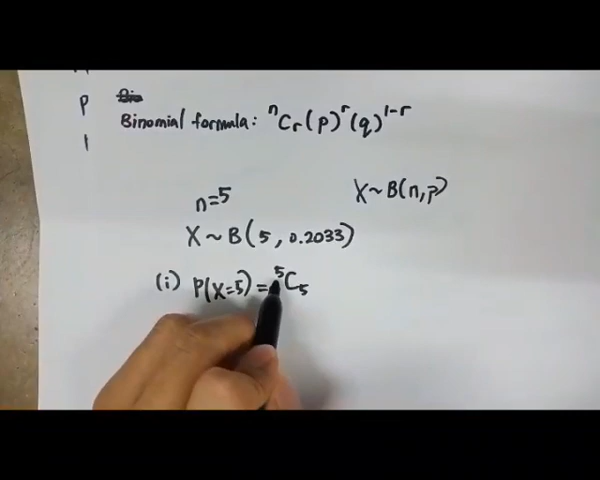 P
Binomial formula: ⁿCr(p)ʳ(q)¹⁻ʳ
1
n=5
X~B(n,p)
X~B(5, 0.2033)
(i) P(X=5) = ⁵C₅